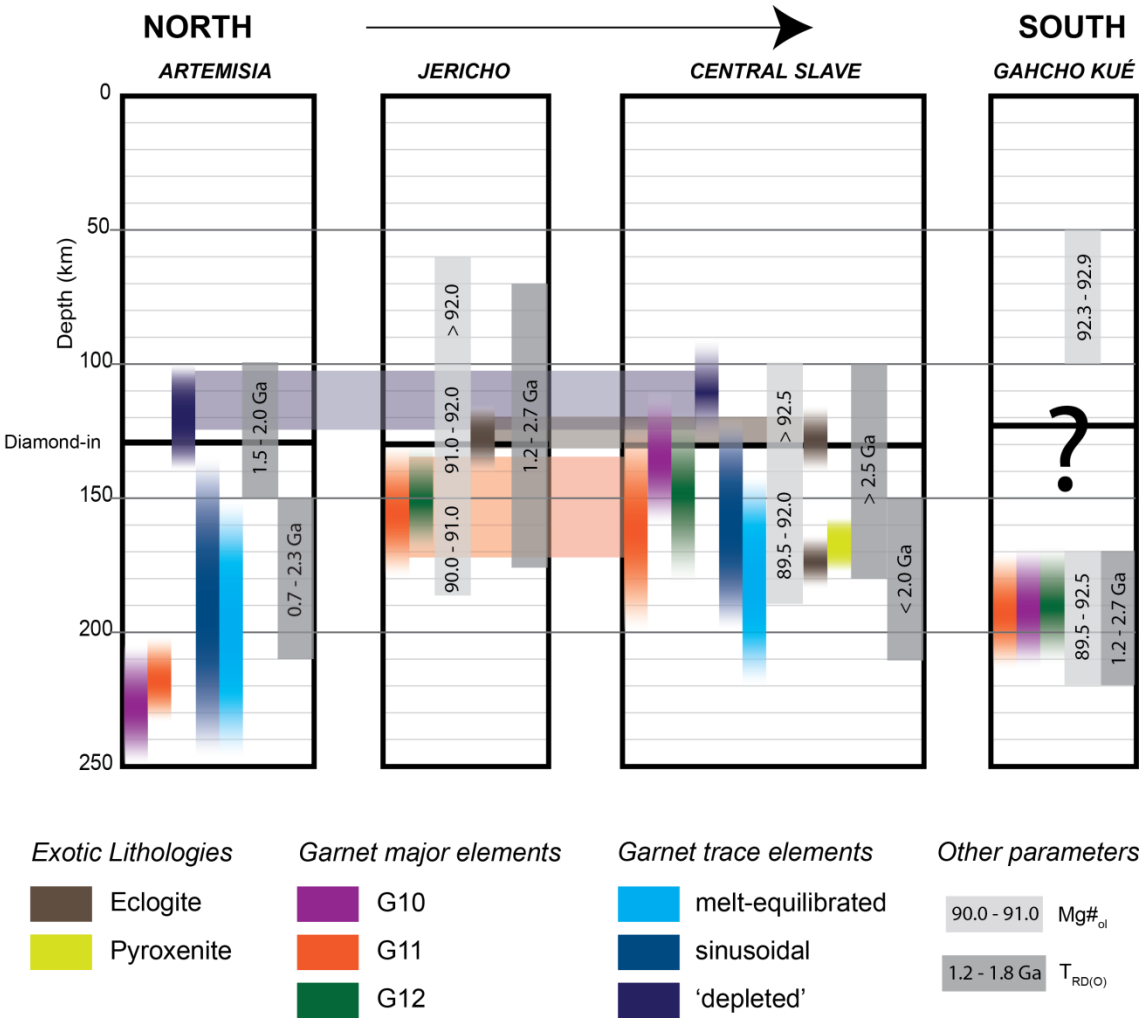 NORTH
SOUTH
ARTEMISIA
JERICHO
CENTRAL SLAVE
GAHCHO KUÉ
0
50
100
150
200
250
Depth (km)
Diamond-in
1.5 - 2.0 Ga
0.7 - 2.3 Ga
> 92.0
91.0 - 92.0
90.0 - 91.0
1.2 - 2.7 Ga
> 92.5
89.5 - 92.0
> 2.5 Ga
< 2.0 Ga
92.3 - 92.9
?
89.5 - 92.5
1.2 - 2.7 Ga
Exotic Lithologies
Eclogite
Pyroxenite
Garnet major elements
G10
G11
G12
Garnet trace elements
melt-equilibrated
sinusoidal
‘depleted’
Other parameters
90.0 - 91.0 Mg#ol
1.2 - 1.8 Ga TRD(O)